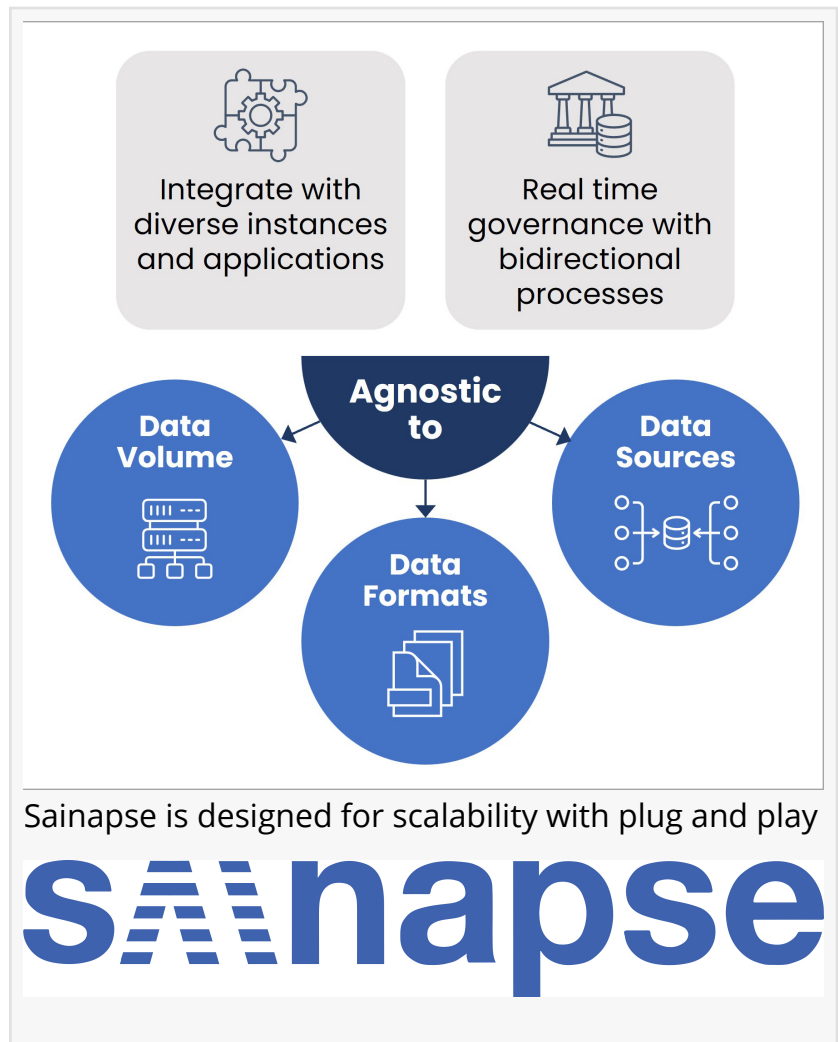 Integrate with
diverse instances
and applications
Real time
governance with
bidirectional
processes
Agnostic
to
Data
Volume
Data
Sources
Data
Formats
Sainapse is designed for scalability with plug and play
sAInapse